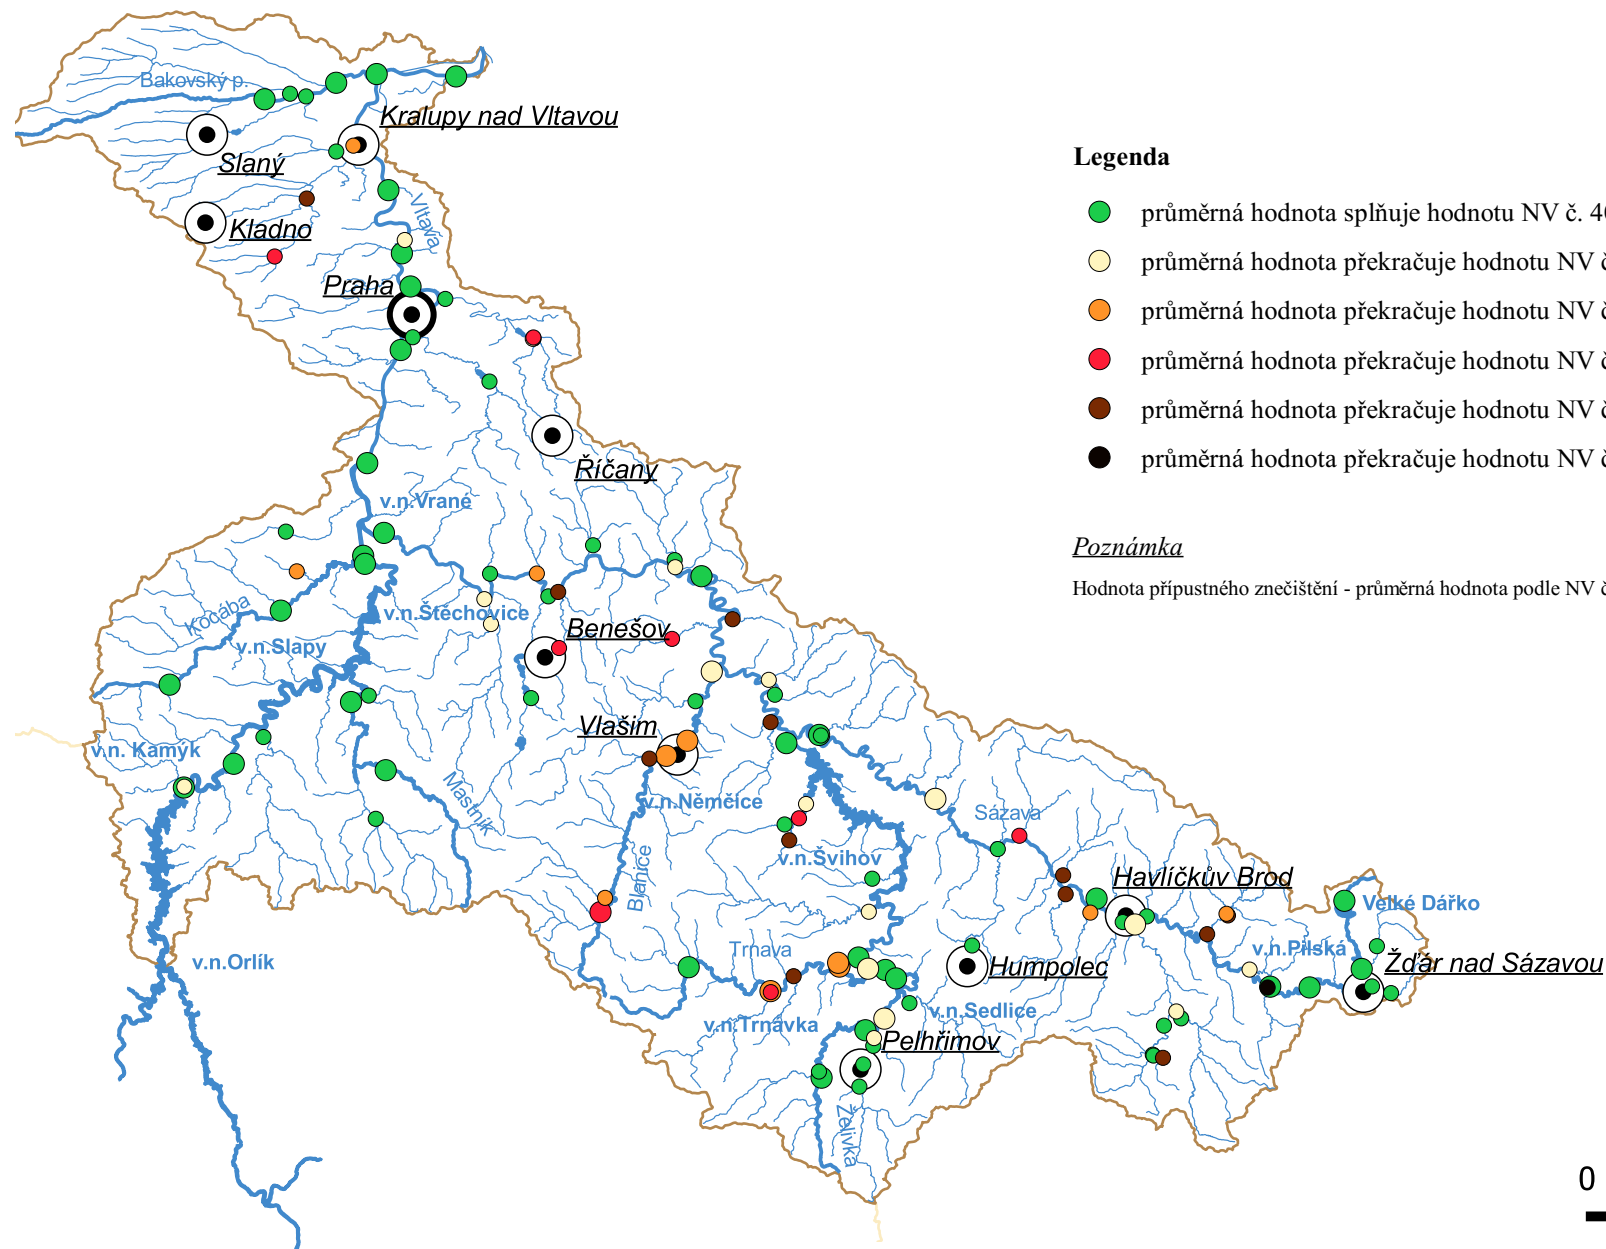 Bakovský p.
Kralupy nad Vltavou
Slaný
Vltava
Kladno
Praha
Říčany
v.n.Vrané
Kocába
v.n.Štěchovice
v.n.Slapy
Benešov
Vlašim
v.n. Kamýk
Mastník
v.n.Němčice
Sázava
v.n.Švihov
Blanice
Havlíčkův Brod
Velké Dářko
Trnava
v.n.Pilská
v.n.Orlík
Humpolec
Žďár nad Sázavou
v.n.Sedlice
v.n.Trnávka
Pelhřimov
Želivka
Legenda
průměrná hodnota splňuje hodnotu NV č. 40
průměrná hodnota překračuje hodnotu NV č
průměrná hodnota překračuje hodnotu NV č
průměrná hodnota překračuje hodnotu NV č
průměrná hodnota překračuje hodnotu NV č
průměrná hodnota překračuje hodnotu NV č
Poznámka
Hodnota přípustného znečištění - průměrná hodnota podle NV č
0